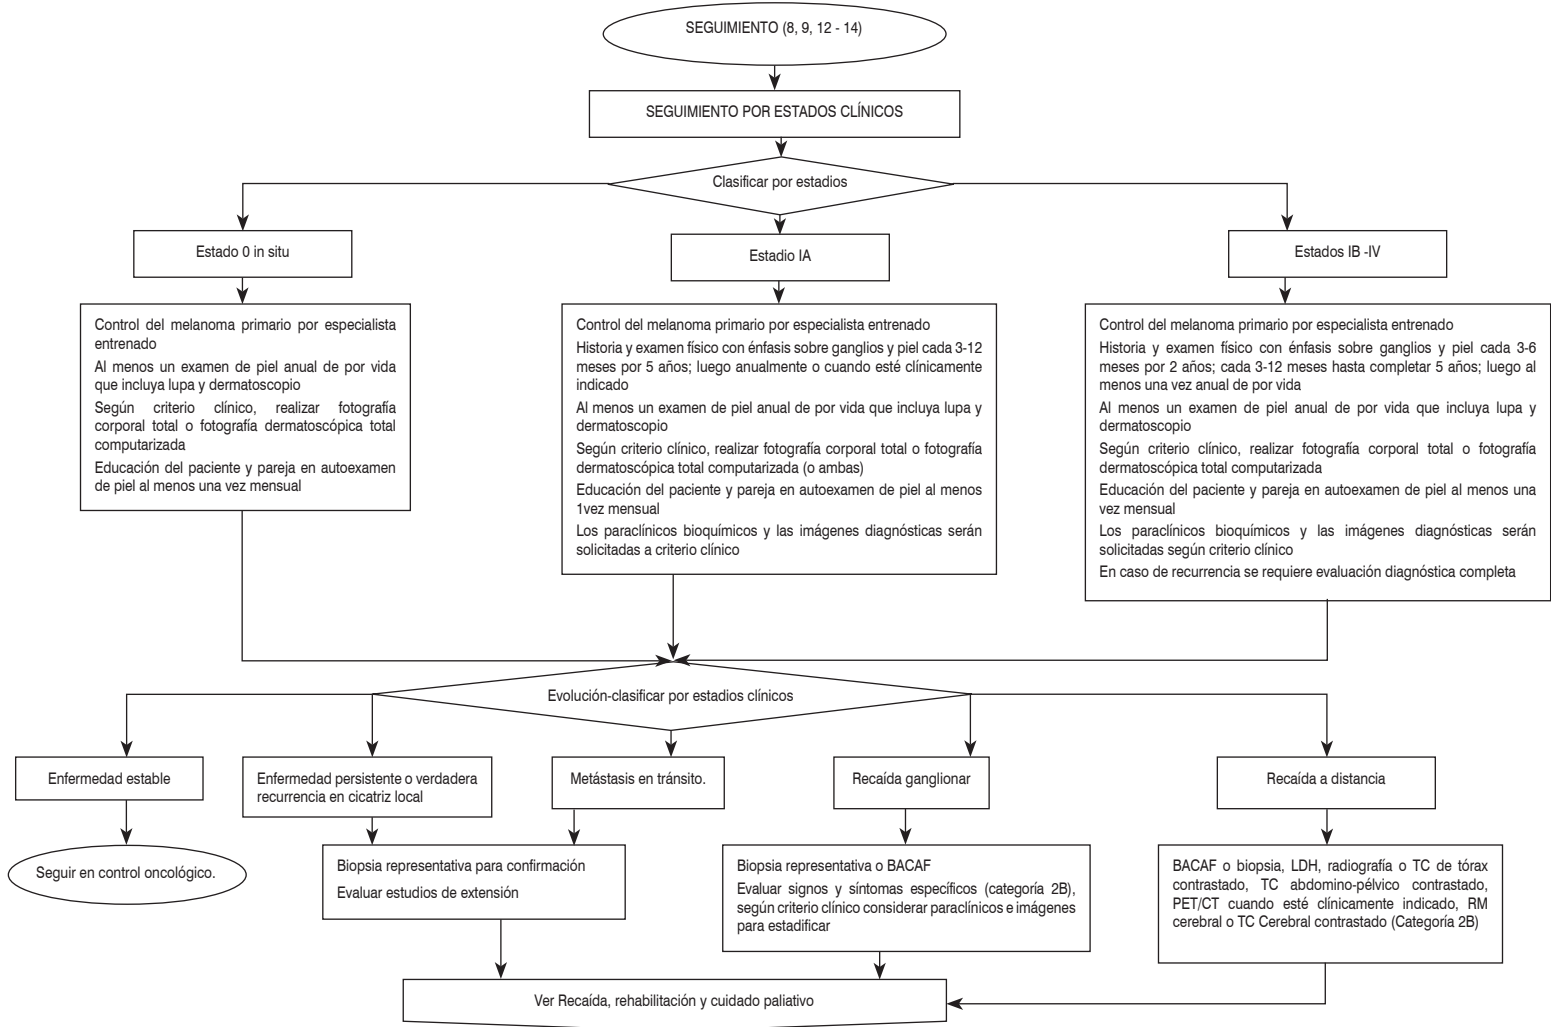 SEGUIMIENTO (8, 9, 12 - 14)
SEGUIMIENTO POR ESTADOS CLÍNICOS
Clasificar por estadios
Estado 0 in situ
Estadio IA
Estados IB -IV
Control del melanoma primario por especialista
entrenado
Al menos un examen de piel anual de por vida
que incluya lupa y dermatoscopio
Según criterio clínico, realizar fotografía
corporal total o fotografía dermatoscópica total
computarizada
Educación del paciente y pareja en autoexamen
de piel al menos una vez mensual
Control del melanoma primario por especialista entrenado
Historia y examen físico con énfasis sobre ganglios y piel cada 3-12
meses por 5 años; luego anualmente o cuando esté clínicamente
indicado
Al menos un examen de piel anual de por vida que incluya lupa y
dermatoscopio
Según criterio clínico, realizar fotografía corporal total o fotografía
dermatoscópica total computarizada (o ambas)
Educación del paciente y pareja en autoexamen de piel al menos
1vez mensual
Los paraclínicos bioquímicos y las imágenes diagnósticas serán
solicitadas a criterio clínico
Control del melanoma primario por especialista entrenado
Historia y examen físico con énfasis sobre ganglios y piel cada 3-6
meses por 2 años; cada 3-12 meses hasta completar 5 años; luego al
menos una vez anual de por vida
Al menos un examen de piel anual de por vida que incluya lupa y
dermatoscopio
Según criterio clínico, realizar fotografía corporal total o fotografía
dermatoscópica total computarizada
Educación del paciente y pareja en autoexamen de piel al menos una
vez mensual
Los paraclínicos bioquímicos y las imágenes diagnósticas serán
solicitadas según criterio clínico
En caso de recurrencia se requiere evaluación diagnóstica completa
Evolución-clasificar por estadios clínicos
Enfermedad estable
Enfermedad persistente o verdadera
recurrencia en cicatriz local
Metástasis en tránsito.
Recaída ganglionar
Recaída a distancia
Seguir en control oncológico.
Biopsia representativa para confirmación
Evaluar estudios de extensión
Biopsia representativa o BACAF
Evaluar signos y síntomas específicos (categoría 2B),
según criterio clínico considerar paraclínicos e imágenes
para estadificar
BACAF o biopsia, LDH, radiografía o TC de tórax
contrastado, TC abdomino-pélvico contrastado,
PET/CT cuando esté clínicamente indicado, RM
cerebral o TC Cerebral contrastado (Categoría 2B)
Ver Recaída, rehabilitación y cuidado paliativo